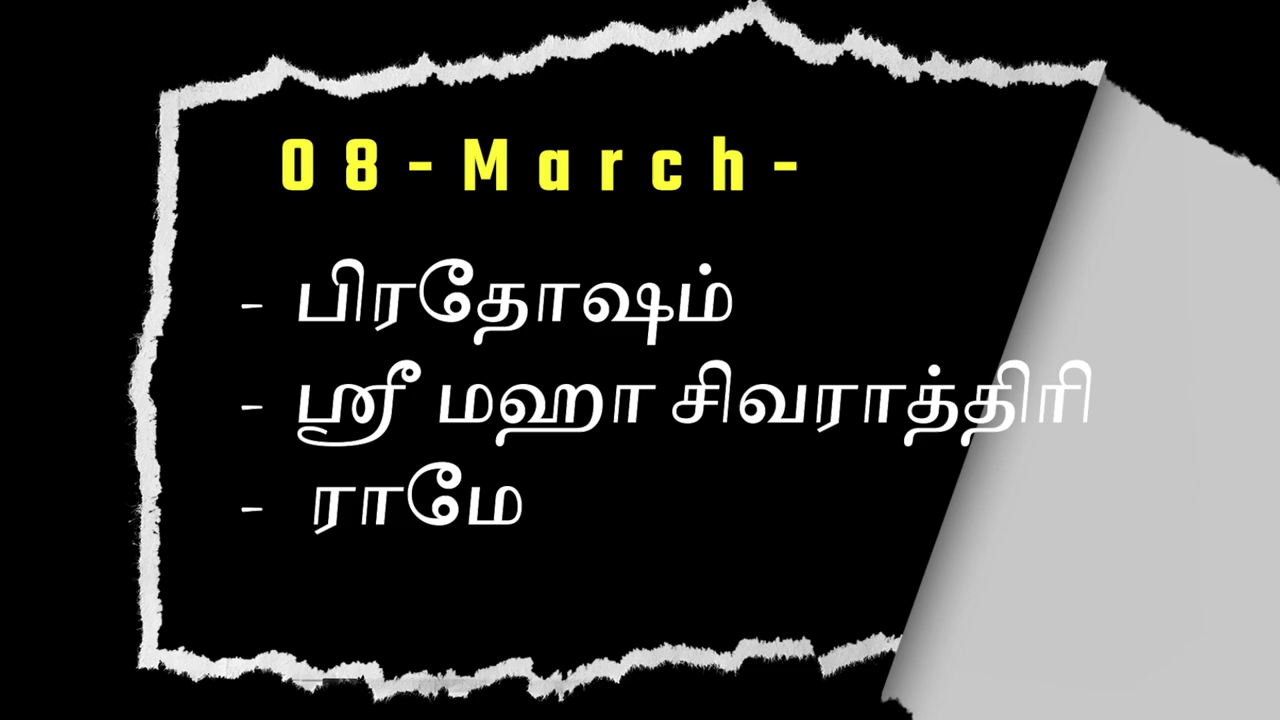 08-March-
- பிரதோஷம்
- ஸ்ரீ மஹா சிவராத்திரி
- ராமே